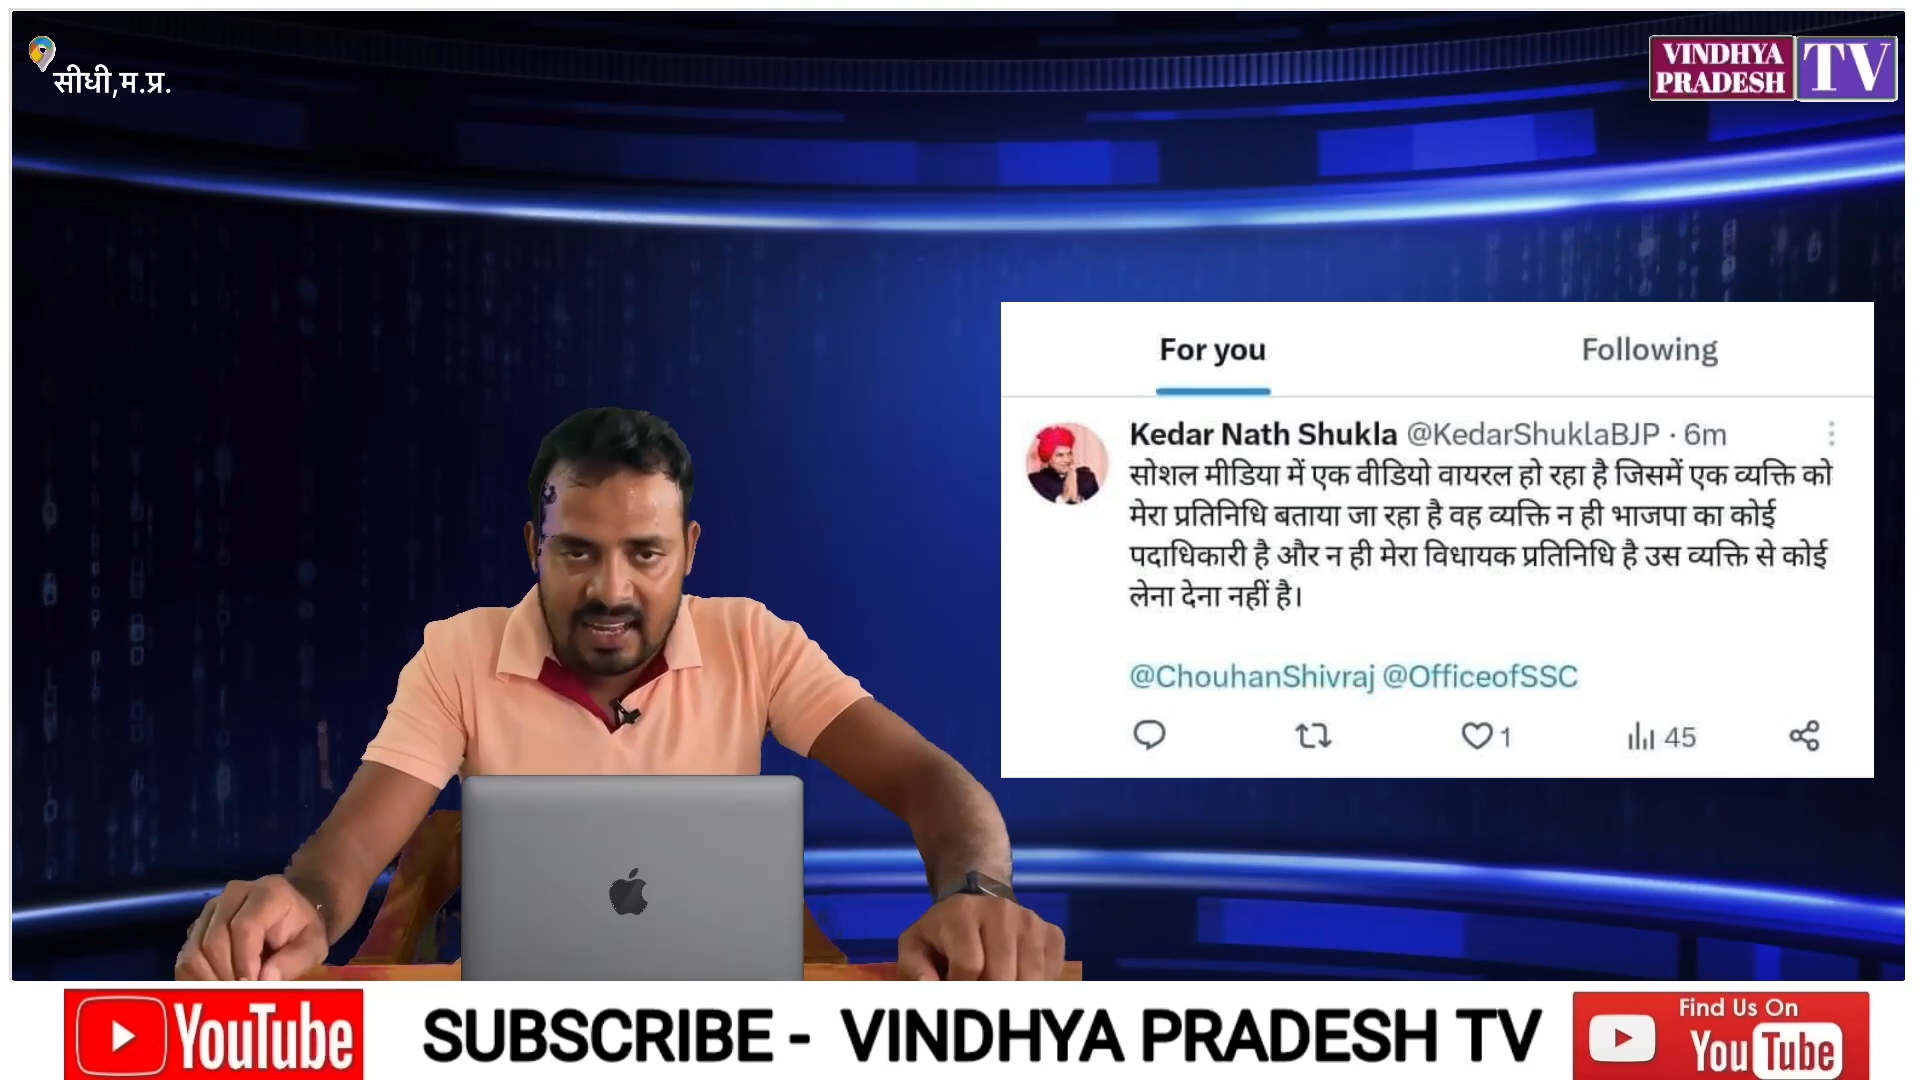 सीधी,म.प्र.
VINDHYA
PRADESH
TV
For you
Following
Kedar Nath Shukla @KedarShuklaBJP · 6m
सोशल मीडिया में एक वीडियो वायरल हो रहा है जिसमें एक व्यक्ति को
मेरा प्रतिनिधि बताया जा रहा है वह व्यक्ति न ही भाजपा का कोई
पदाधिकारी है और न ही मेरा विधायक प्रतिनिधि है उस व्यक्ति से कोई
लेना देना नहीं है।
@ChouhanShivraj @OfficeofSSC
1
45
YouTube
SUBSCRIBE - VINDHYA PRADESH TV
Find Us On
YouTube